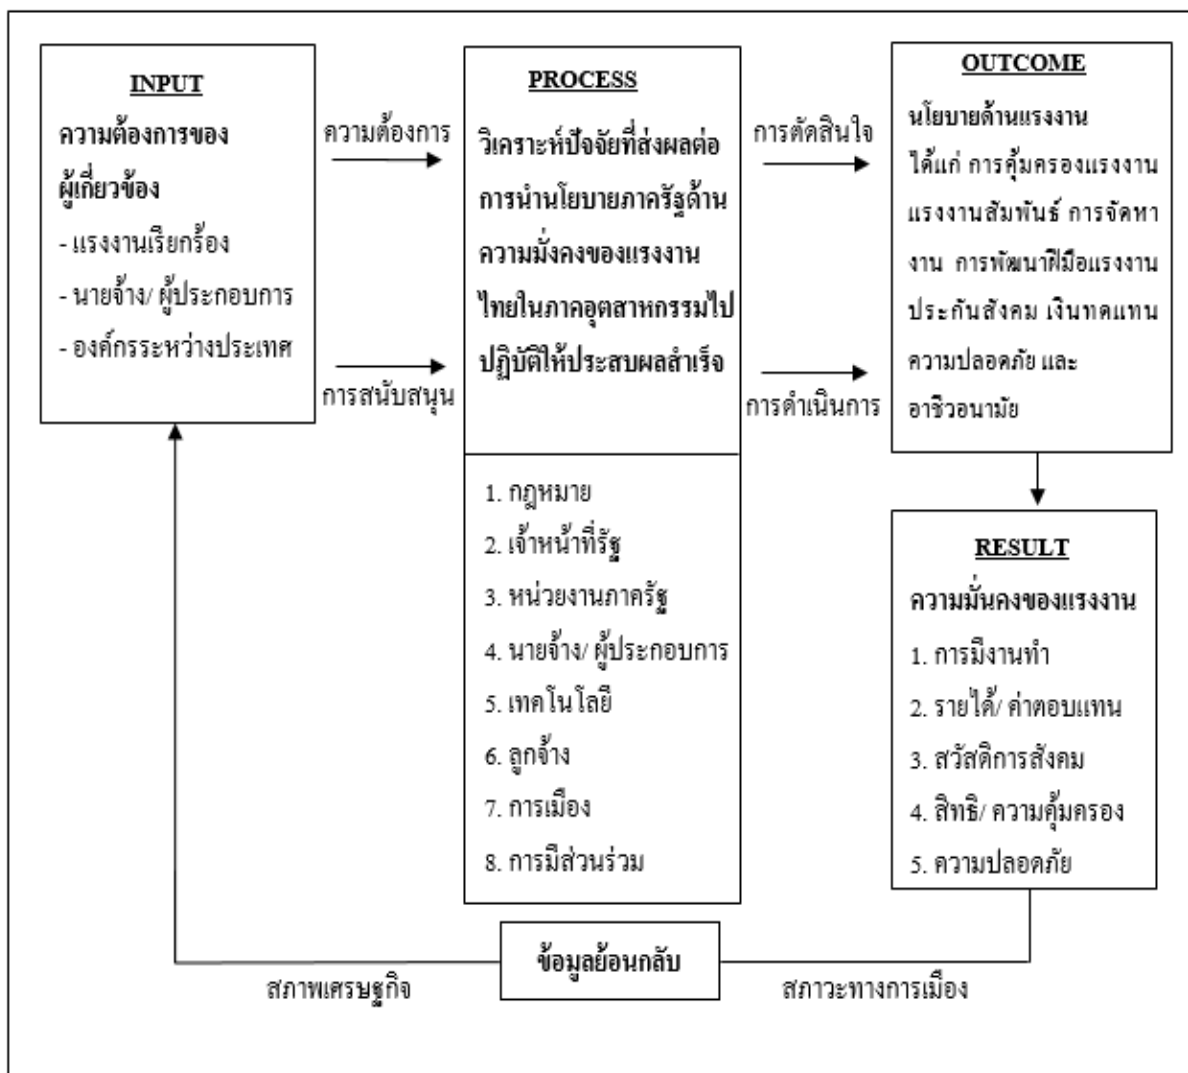 INPUT
ความต้องการของ
ผู้เกี่ยวข้อง
- แรงงานเรียกร้อง
- นายจ้าง/ ผู้ประกอบการ
- องค์กรระหว่างประเทศ
ความต้องการ
การสนับสนุน
PROCESS
วิเคราะห์ปัจจัยที่ส่งผลต่อ
การนำนโยบายภาครัฐด้าน
ความมั่งคงของแรงงาน
ไทยในภาคอุตสาหกรรมไป
ปฏิบัติให้ประสบผลสำเร็จ
1. กฎหมาย
2. เจ้าหน้าที่รัฐ
3. หน่วยงานภาครัฐ
4. นายจ้าง/ ผู้ประกอบการ
5. เทคโนโลยี
6. ลูกจ้าง
7. การเมือง
8. การมีส่วนร่วม
การตัดสินใจ
การดำเนินการ
OUTCOME
นโยบายด้านแรงงาน
ได้แก่ การคุ้มครองแรงงาน
แรงงานสัมพันธ์ การจัดหา
งาน การพัฒนาฝีมือแรงงาน
ประกันสังคม เงินทดแทน
ความปลอดภัย และ
อาชีวอนามัย
RESULT
ความมั่นคงของแรงงาน
1. การมีงานทำ
2. รายได้/ ค่าตอบแทน
3. สวัสดิการสังคม
4. สิทธิ/ ความคุ้มครอง
5. ความปลอดภัย
ข้อมูลย้อนกลับ
สภาพเศรษฐกิจ
สภาวะทางการเมือง